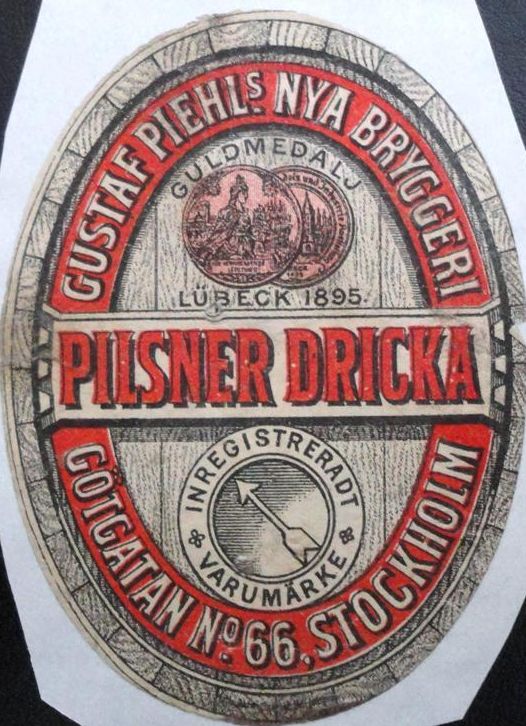 GUSTAF PIEHLS NYA BRYGGERI
GULDMEDALJ
LÜBECK 1895.
PILSNER DRICKA
INREGISTRERADT
VARUMÄRKE
GÖTGATAN No 66, STOCKHOLM